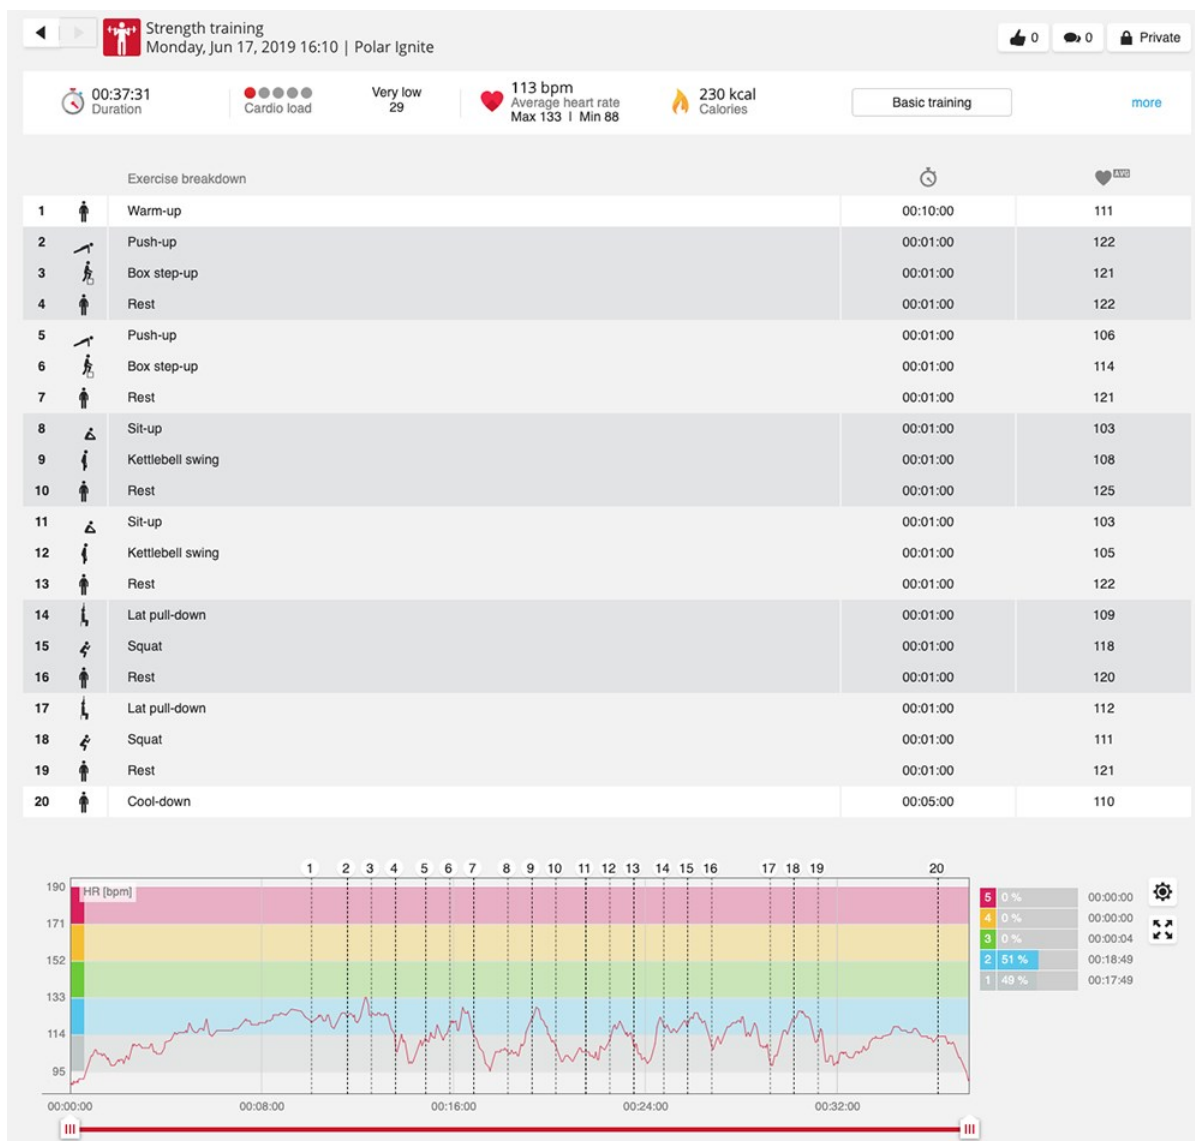 Strength training
Monday, Jun 17, 2019 16:10 | Polar Ignite
0 0 Private
00:37:31
Duration
Cardio load
Very low
29
113 bpm
Average heart rate
Max 133 | Min 88
230 kcal
Calories
Basic training
more
Exercise breakdown AVG
1 Warm-up 00:10:00 111
2 Push-up 00:01:00 122
3 Box step-up 00:01:00 121
4 Rest 00:01:00 122
5 Push-up 00:01:00 106
6 Box step-up 00:01:00 114
7 Rest 00:01:00 121
8 Sit-up 00:01:00 103
9 Kettlebell swing 00:01:00 108
10 Rest 00:01:00 125
11 Sit-up 00:01:00 103
12 Kettlebell swing 00:01:00 105
13 Rest 00:01:00 122
14 Lat pull-down 00:01:00 109
15 Squat 00:01:00 118
16 Rest 00:01:00 120
17 Lat pull-down 00:01:00 112
18 Squat 00:01:00 111
19 Rest 00:01:00 121
20 Cool-down 00:05:00 110
1 2 3 4 5 6 7 8 9 10 11 12 13 14 15 16 17 18 19 20
HR [bpm]
190
171
152
133
114
95
00:00:00 00:08:00 00:16:00 00:24:00 00:32:00
5 0 % 00:00:00
4 0 % 00:00:00
3 0 % 00:00:04
2 51 % 00:18:49
1 49 % 00:17:49